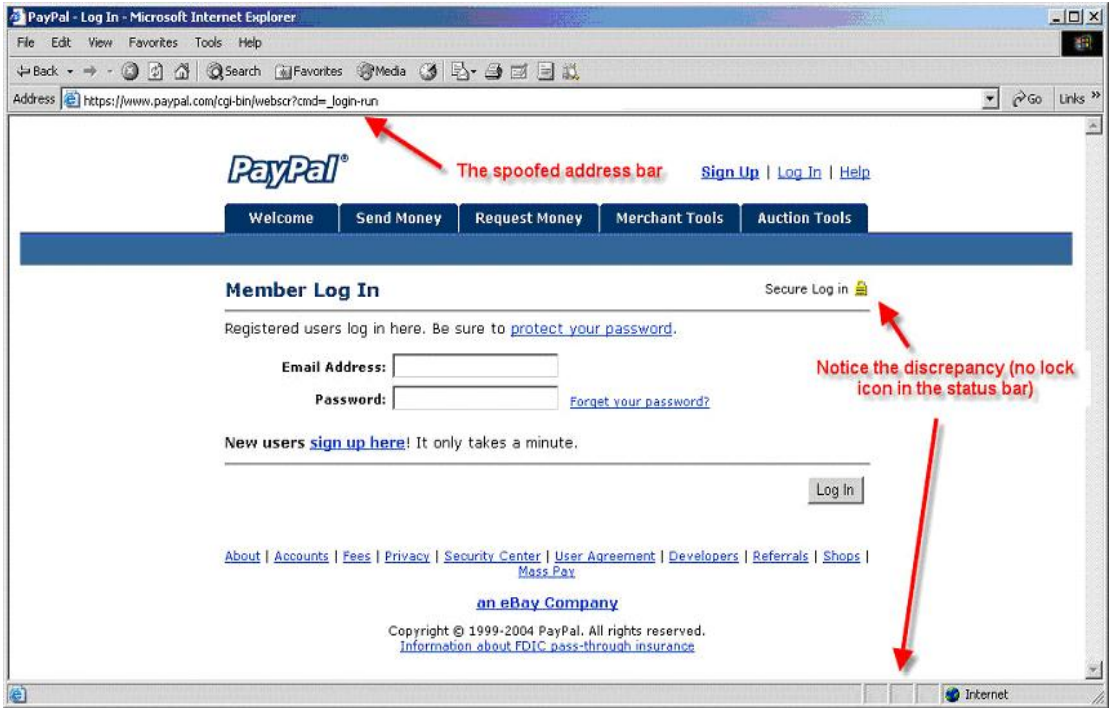 PayPal - Log In - Microsoft Internet Explorer
File Edit View Favorites Tools Help
Back Search Favorites Media
Address https://www.paypal.com/cgi-bin/webscr?cmd=_login-run Go Links »
PayPal®
The spoofed address bar
Sign Up | Log In | Help
Welcome Send Money Request Money Merchant Tools Auction Tools
Member Log In
Secure Log in
Registered users log in here. Be sure to protect your password.
Notice the discrepancy (no lock
icon in the status bar)
Email Address:
Password: Forget your password?
New users sign up here! It only takes a minute.
Log In
About | Accounts | Fees | Privacy | Security Center | User Agreement | Developers | Referrals | Shops |
Mass Pay
an eBay Company
Copyright © 1999-2004 PayPal. All rights reserved.
Information about FDIC pass-through insurance
Internet